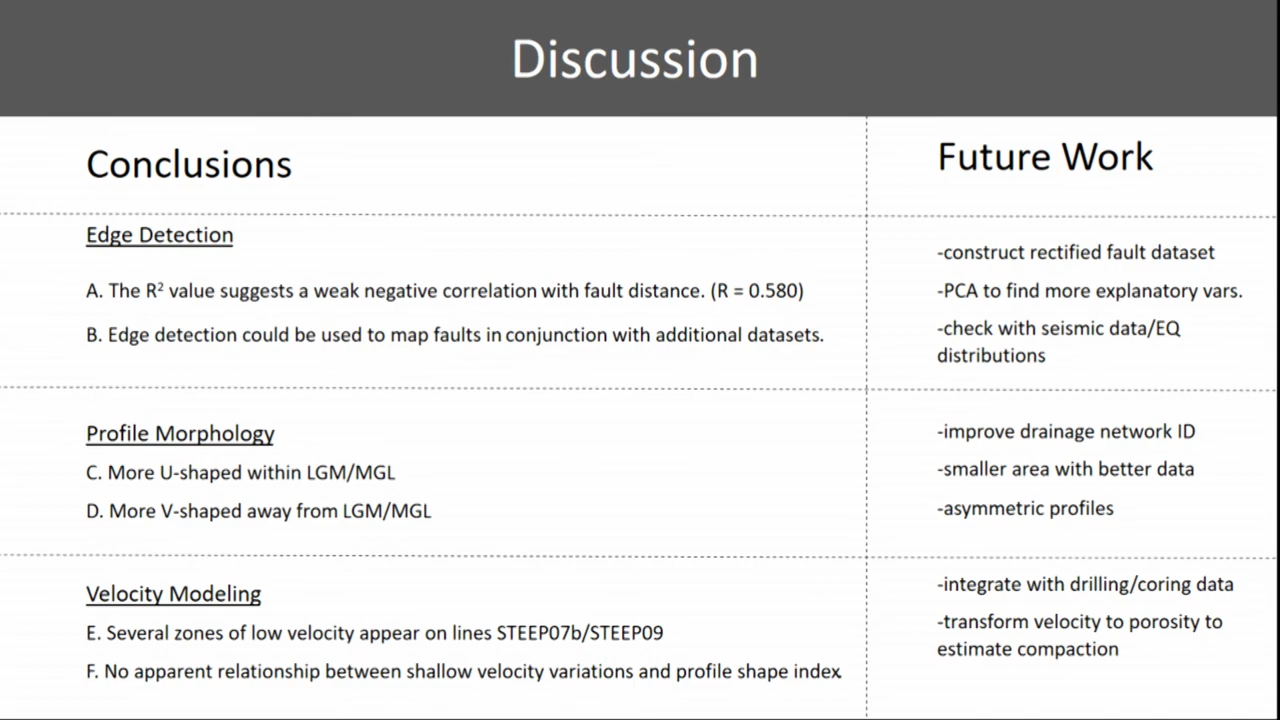 Discussion
Conclusions
Future Work
Edge Detection
A. The R² value suggests a weak negative correlation with fault distance. (R = 0.580)
B. Edge detection could be used to map faults in conjunction with additional datasets.
-construct rectified fault dataset
-PCA to find more explanatory vars.
-check with seismic data/EQ
distributions
Profile Morphology
C. More U-shaped within LGM/MGL
D. More V-shaped away from LGM/MGL
-improve drainage network ID
-smaller area with better data
-asymmetric profiles
Velocity Modeling
E. Several zones of low velocity appear on lines STEEP07b/STEEP09
F. No apparent relationship between shallow velocity variations and profile shape index.
-integrate with drilling/coring data
-transform velocity to porosity to
estimate compaction